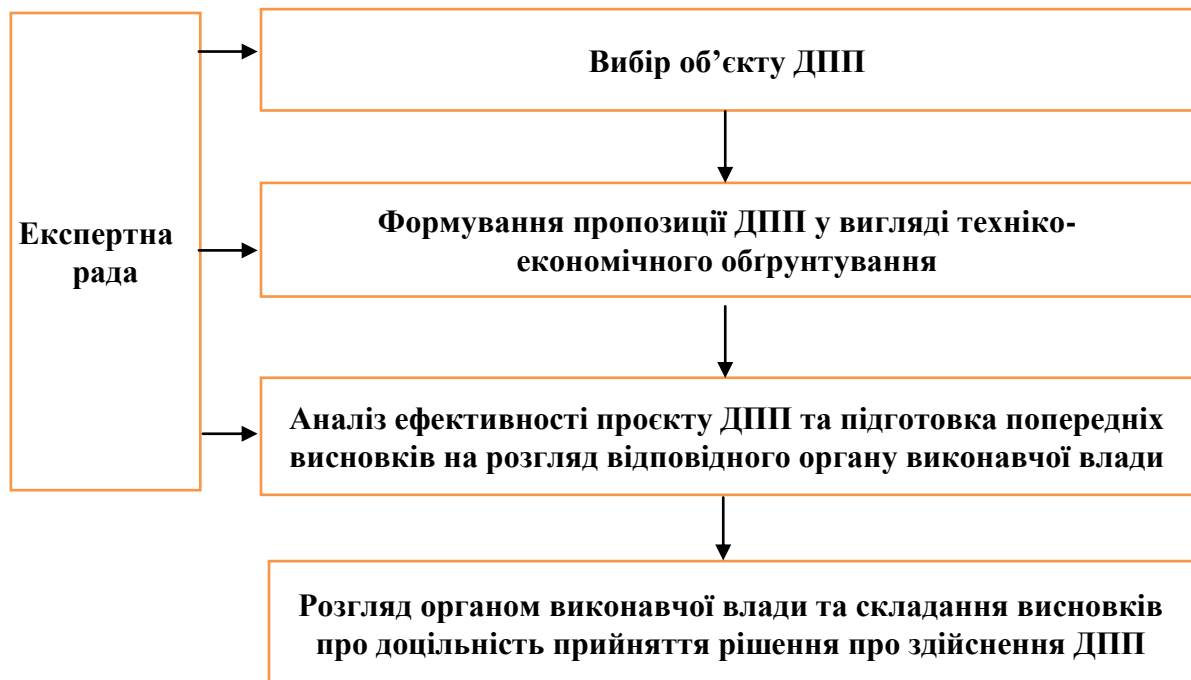 Вибір об’єкту ДПП
Формування пропозиції ДПП у вигляді техніко-
економічного обґрунтування
Експертна
рада
Аналіз ефективності проєкту ДПП та підготовка попередніх
висновків на розгляд відповідного органу виконавчої влади
Розгляд органом виконавчої влади та складання висновків
про доцільність прийняття рішення про здійснення ДПП